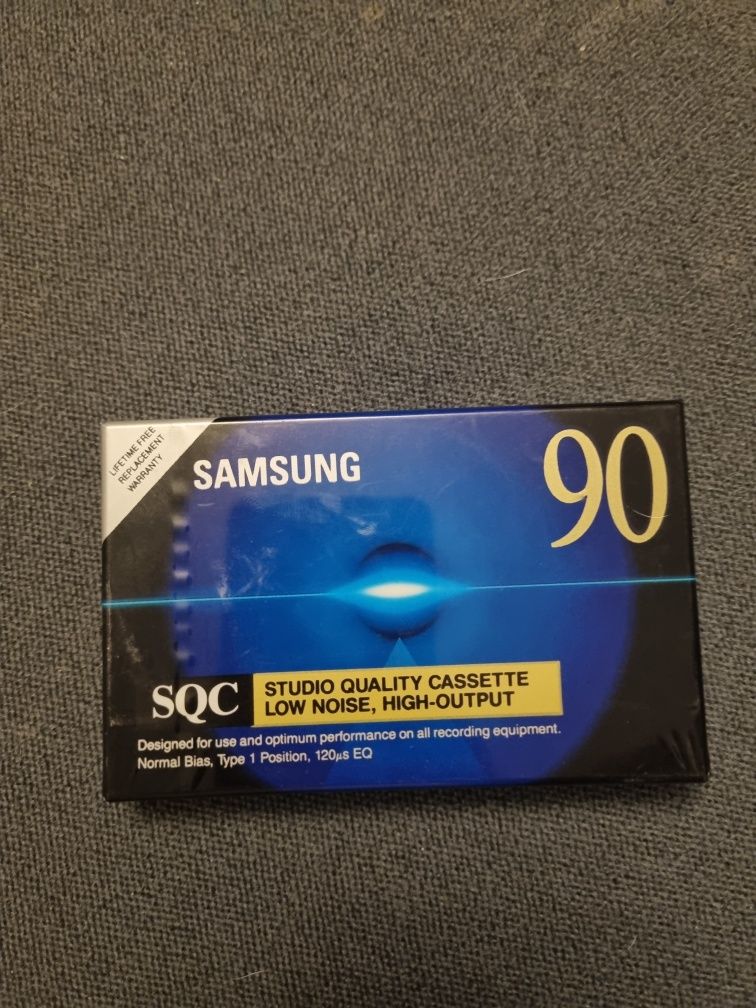 LIFETIME FREE
REPLACEMENT
WARRANTY
SAMSUNG
90
SQC
STUDIO QUALITY CASSETTE
LOW NOISE, HIGH-OUTPUT
Designed for use and optimum performance on all recording equipment.
Normal Bias, Type 1 Position, 120μs EQ